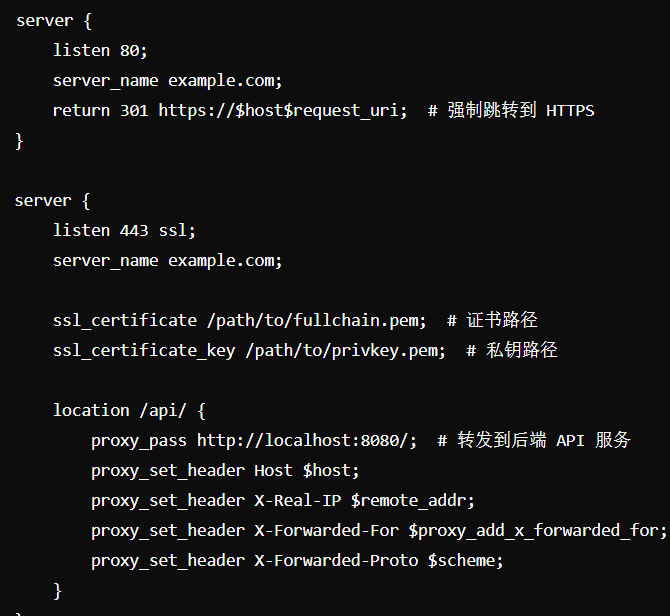 server {
    listen 80;
    server_name example.com;
    return 301 https://$host$request_uri;  # 强制跳转到 HTTPS
}

server {
    listen 443 ssl;
    server_name example.com;

    ssl_certificate /path/to/fullchain.pem;  # 证书路径
    ssl_certificate_key /path/to/privkey.pem;  # 私钥路径

    location /api/ {
        proxy_pass http://localhost:8080/;  # 转发到后端 API 服务
        proxy_set_header Host $host;
        proxy_set_header X-Real-IP $remote_addr;
        proxy_set_header X-Forwarded-For $proxy_add_x_forwarded_for;
        proxy_set_header X-Forwarded-Proto $scheme;
    }